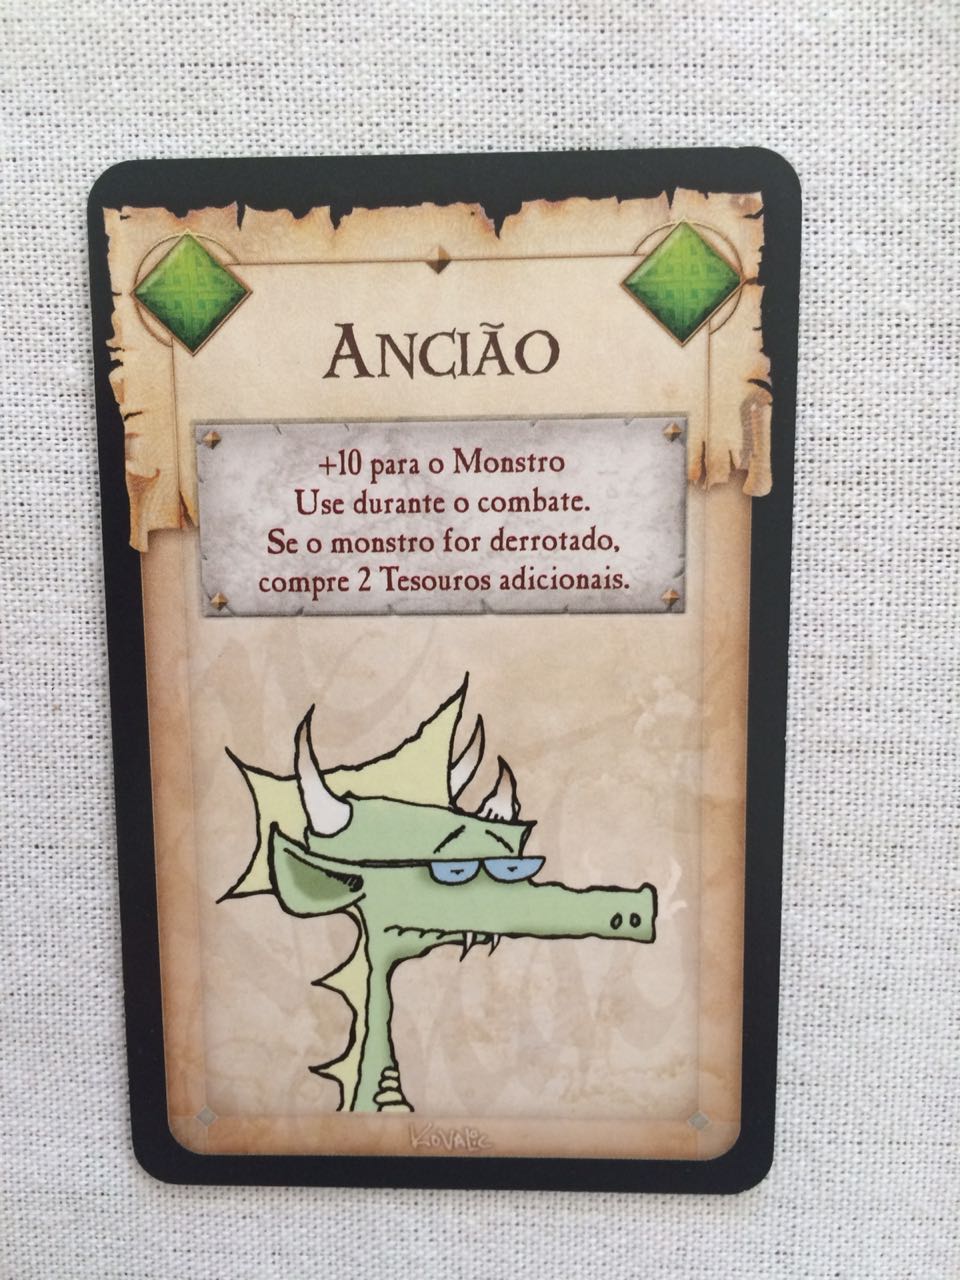 Ancião
+10 para o Monstro
Use durante o combate.
Se o monstro for derrotado,
compre 2 Tesouros adicionais.
Kovalic